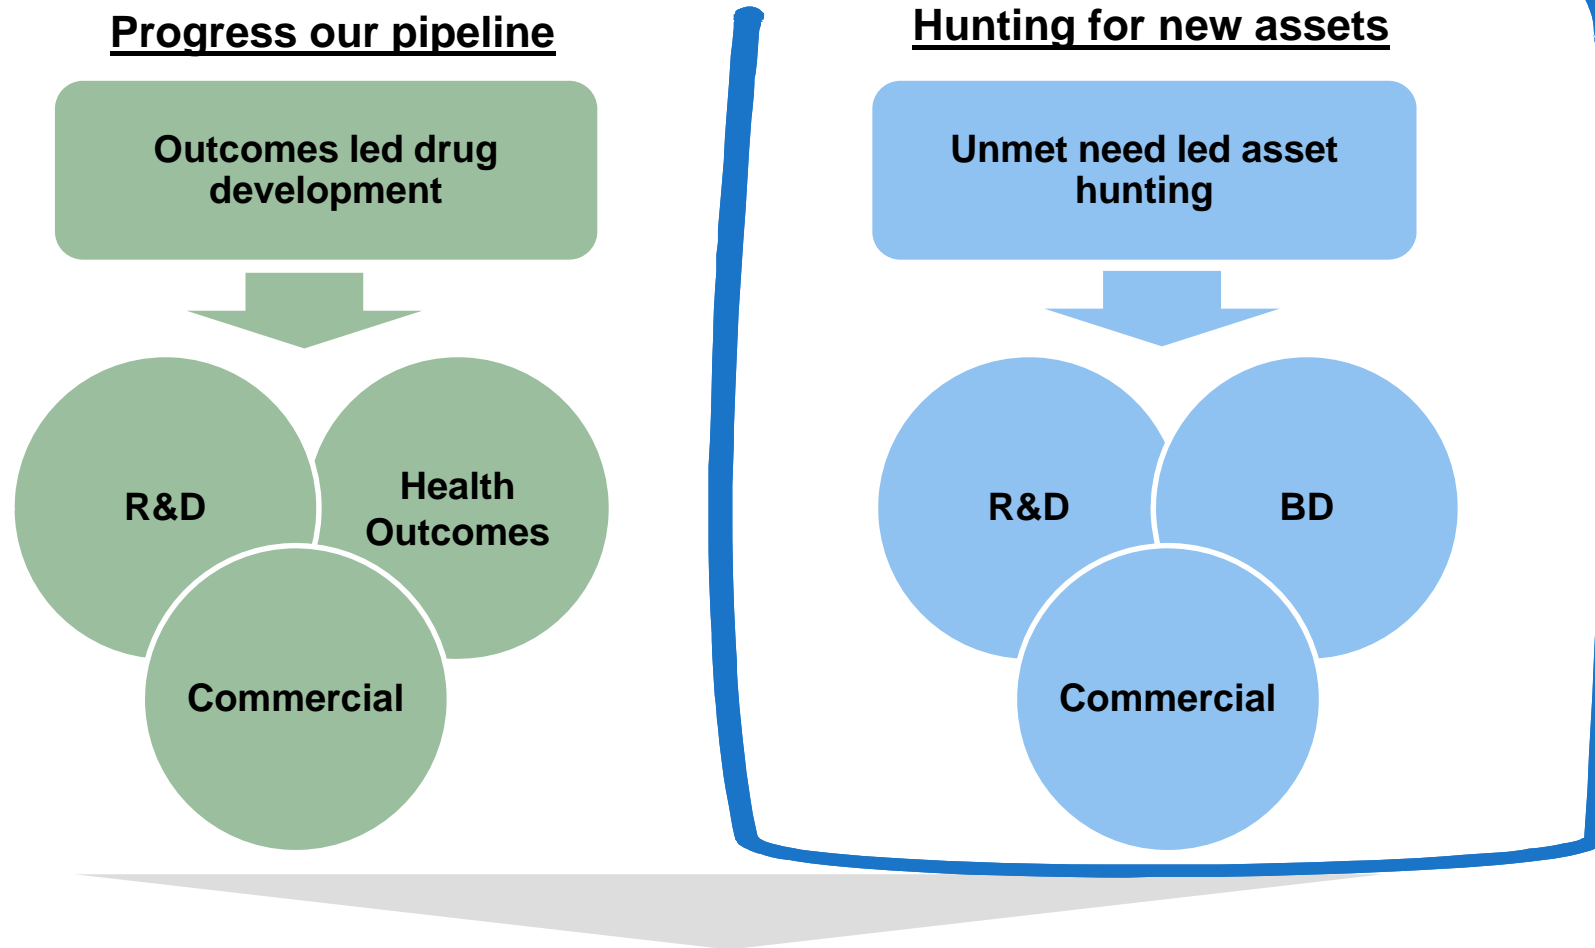 Progress our pipeline
Outcomes led drug
development
R&D
Health
Outcomes
Commercial
Hunting for new assets
Unmet need led asset
hunting
R&D
BD
Commercial